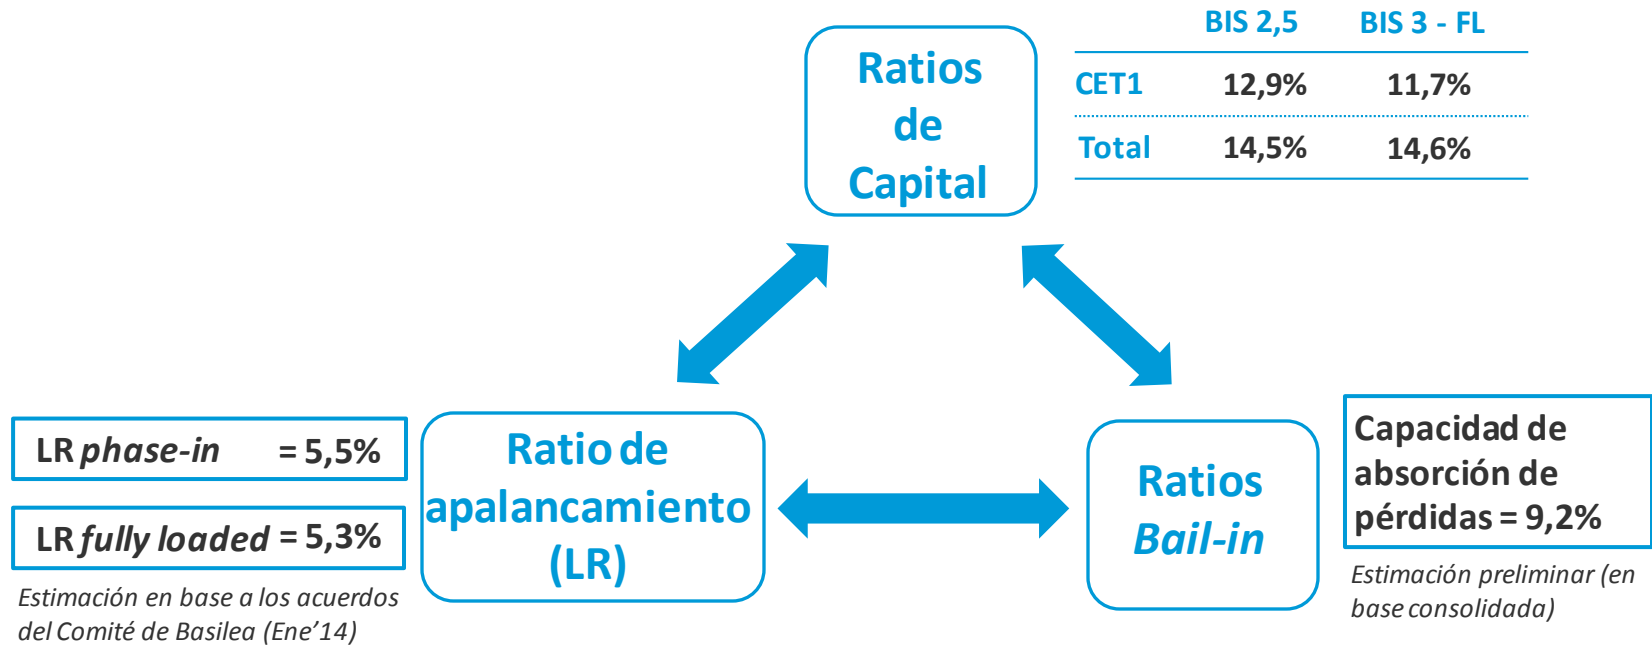 BIS 2,5 BIS 3 - FL
CET1 12,9% 11,7%
Total 14,5% 14,6%
Ratios
de
Capital
LR phase-in = 5,5%
LR fully loaded = 5,3%
Estimación en base a los acuerdos
del Comité de Basilea (Ene’14)
Ratio de
apalancamiento
(LR)
Ratios
Bail-in
Capacidad de
absorción de
pérdidas = 9,2%
Estimación preliminar (en
base consolidada)